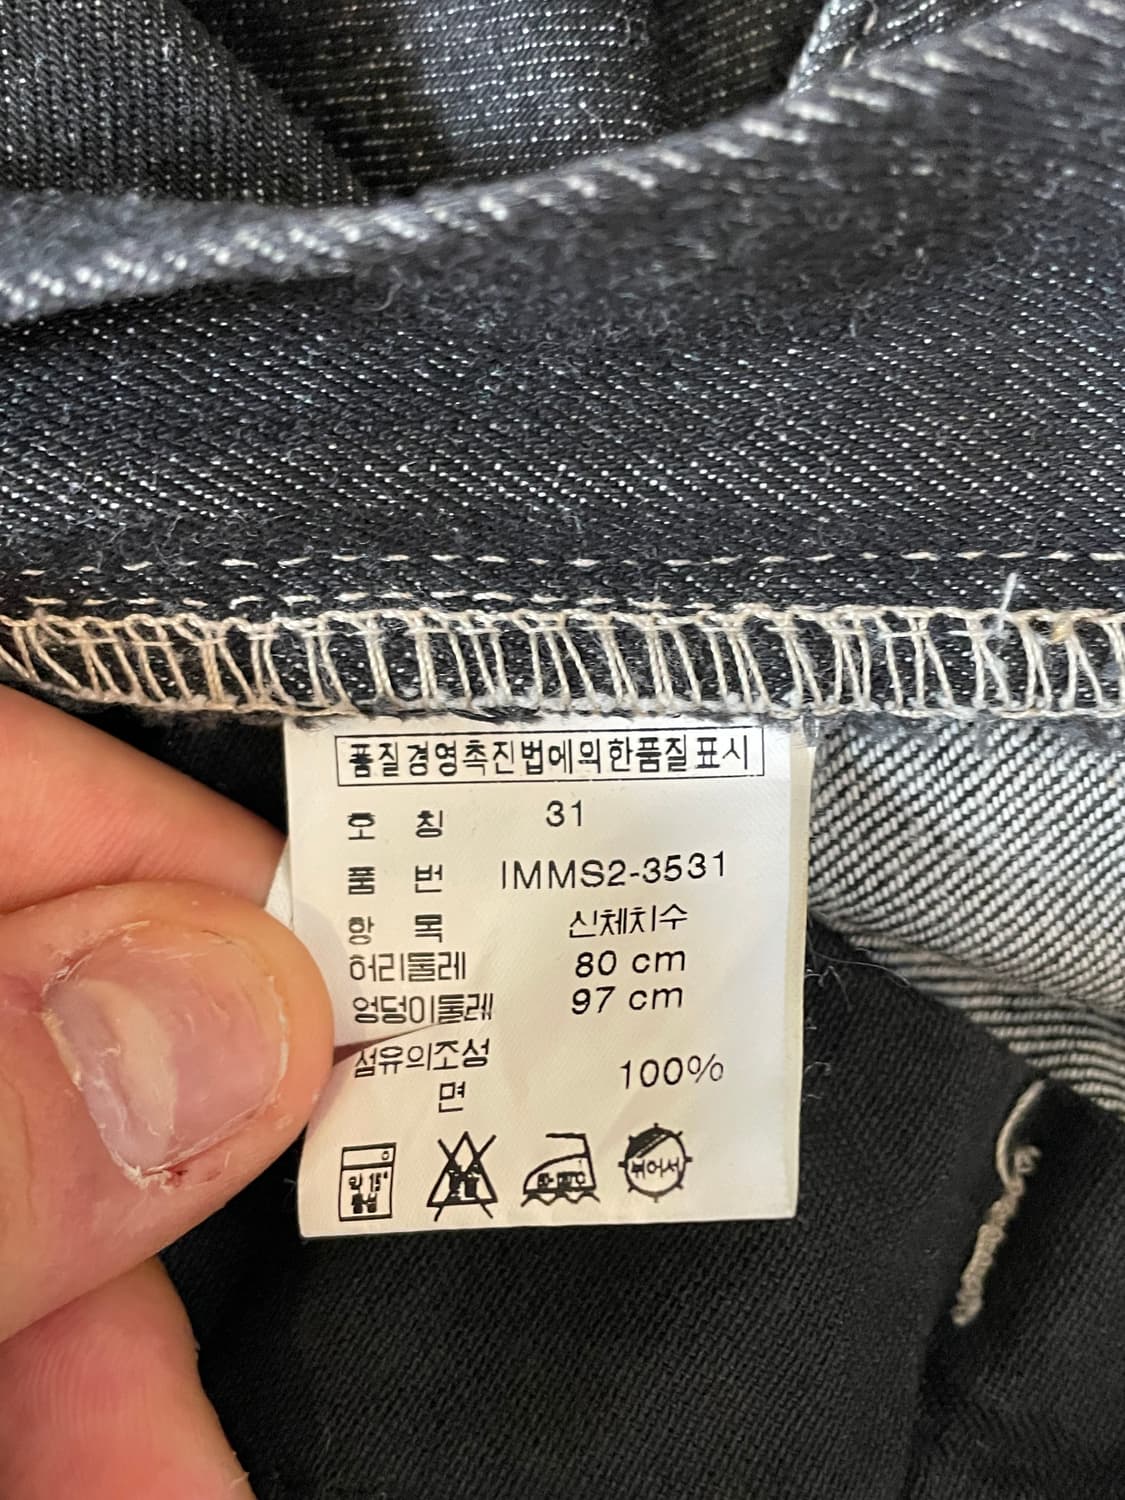 품질경영촉진법에의한품질표시
호 칭 31
품 번 IMMS2-3531
항 목 신체치수
허리둘레 80 cm
엉덩이둘레 97 cm
섬유의조성
면 100%
뉘어서